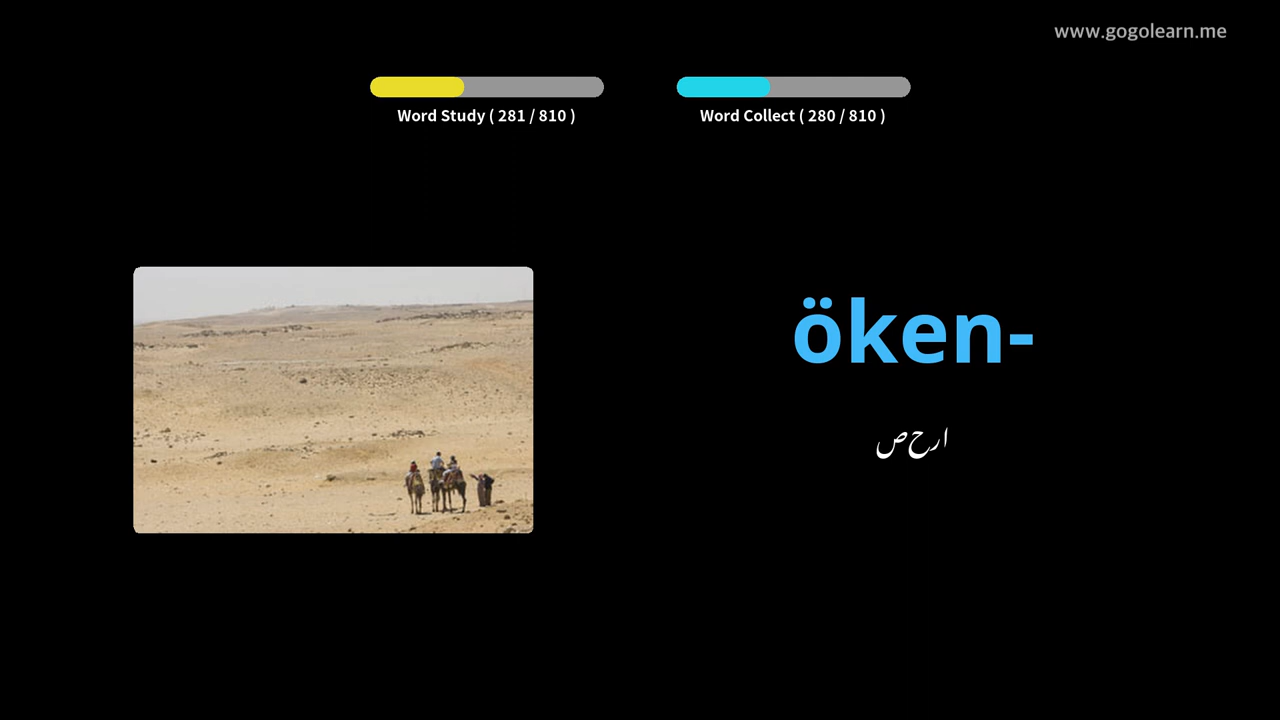 www.gogolearn.me
Word Study ( 281 / 810 )
Word Collect ( 280 / 810 )
öken-
ارحص